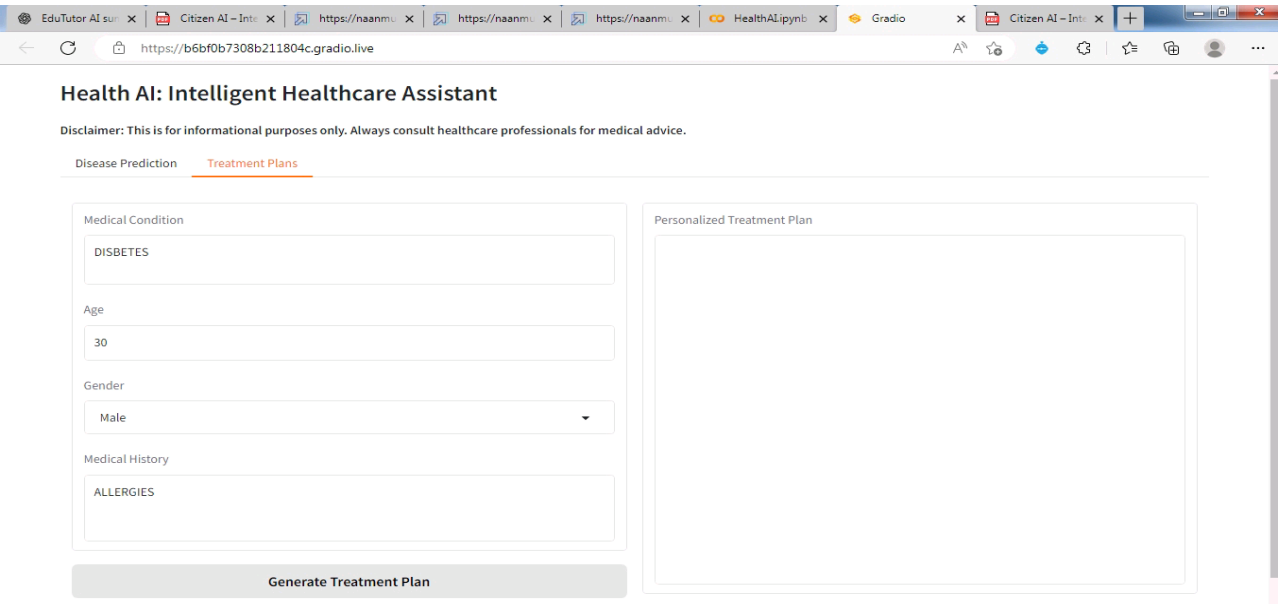 EduTutor AI sur
Citizen AI – Inte
https://naanmu
https://naanmu
https://naanmu
HealthAI.ipynb
Gradio
Citizen AI – Inte
https://b6bf0b7308b211804c.gradio.live
Health AI: Intelligent Healthcare Assistant
Disclaimer: This is for informational purposes only. Always consult healthcare professionals for medical advice.
Disease Prediction
Treatment Plans
Medical Condition
DISBETES
Age
30
Gender
Male
Medical History
ALLERGIES
Generate Treatment Plan
Personalized Treatment Plan